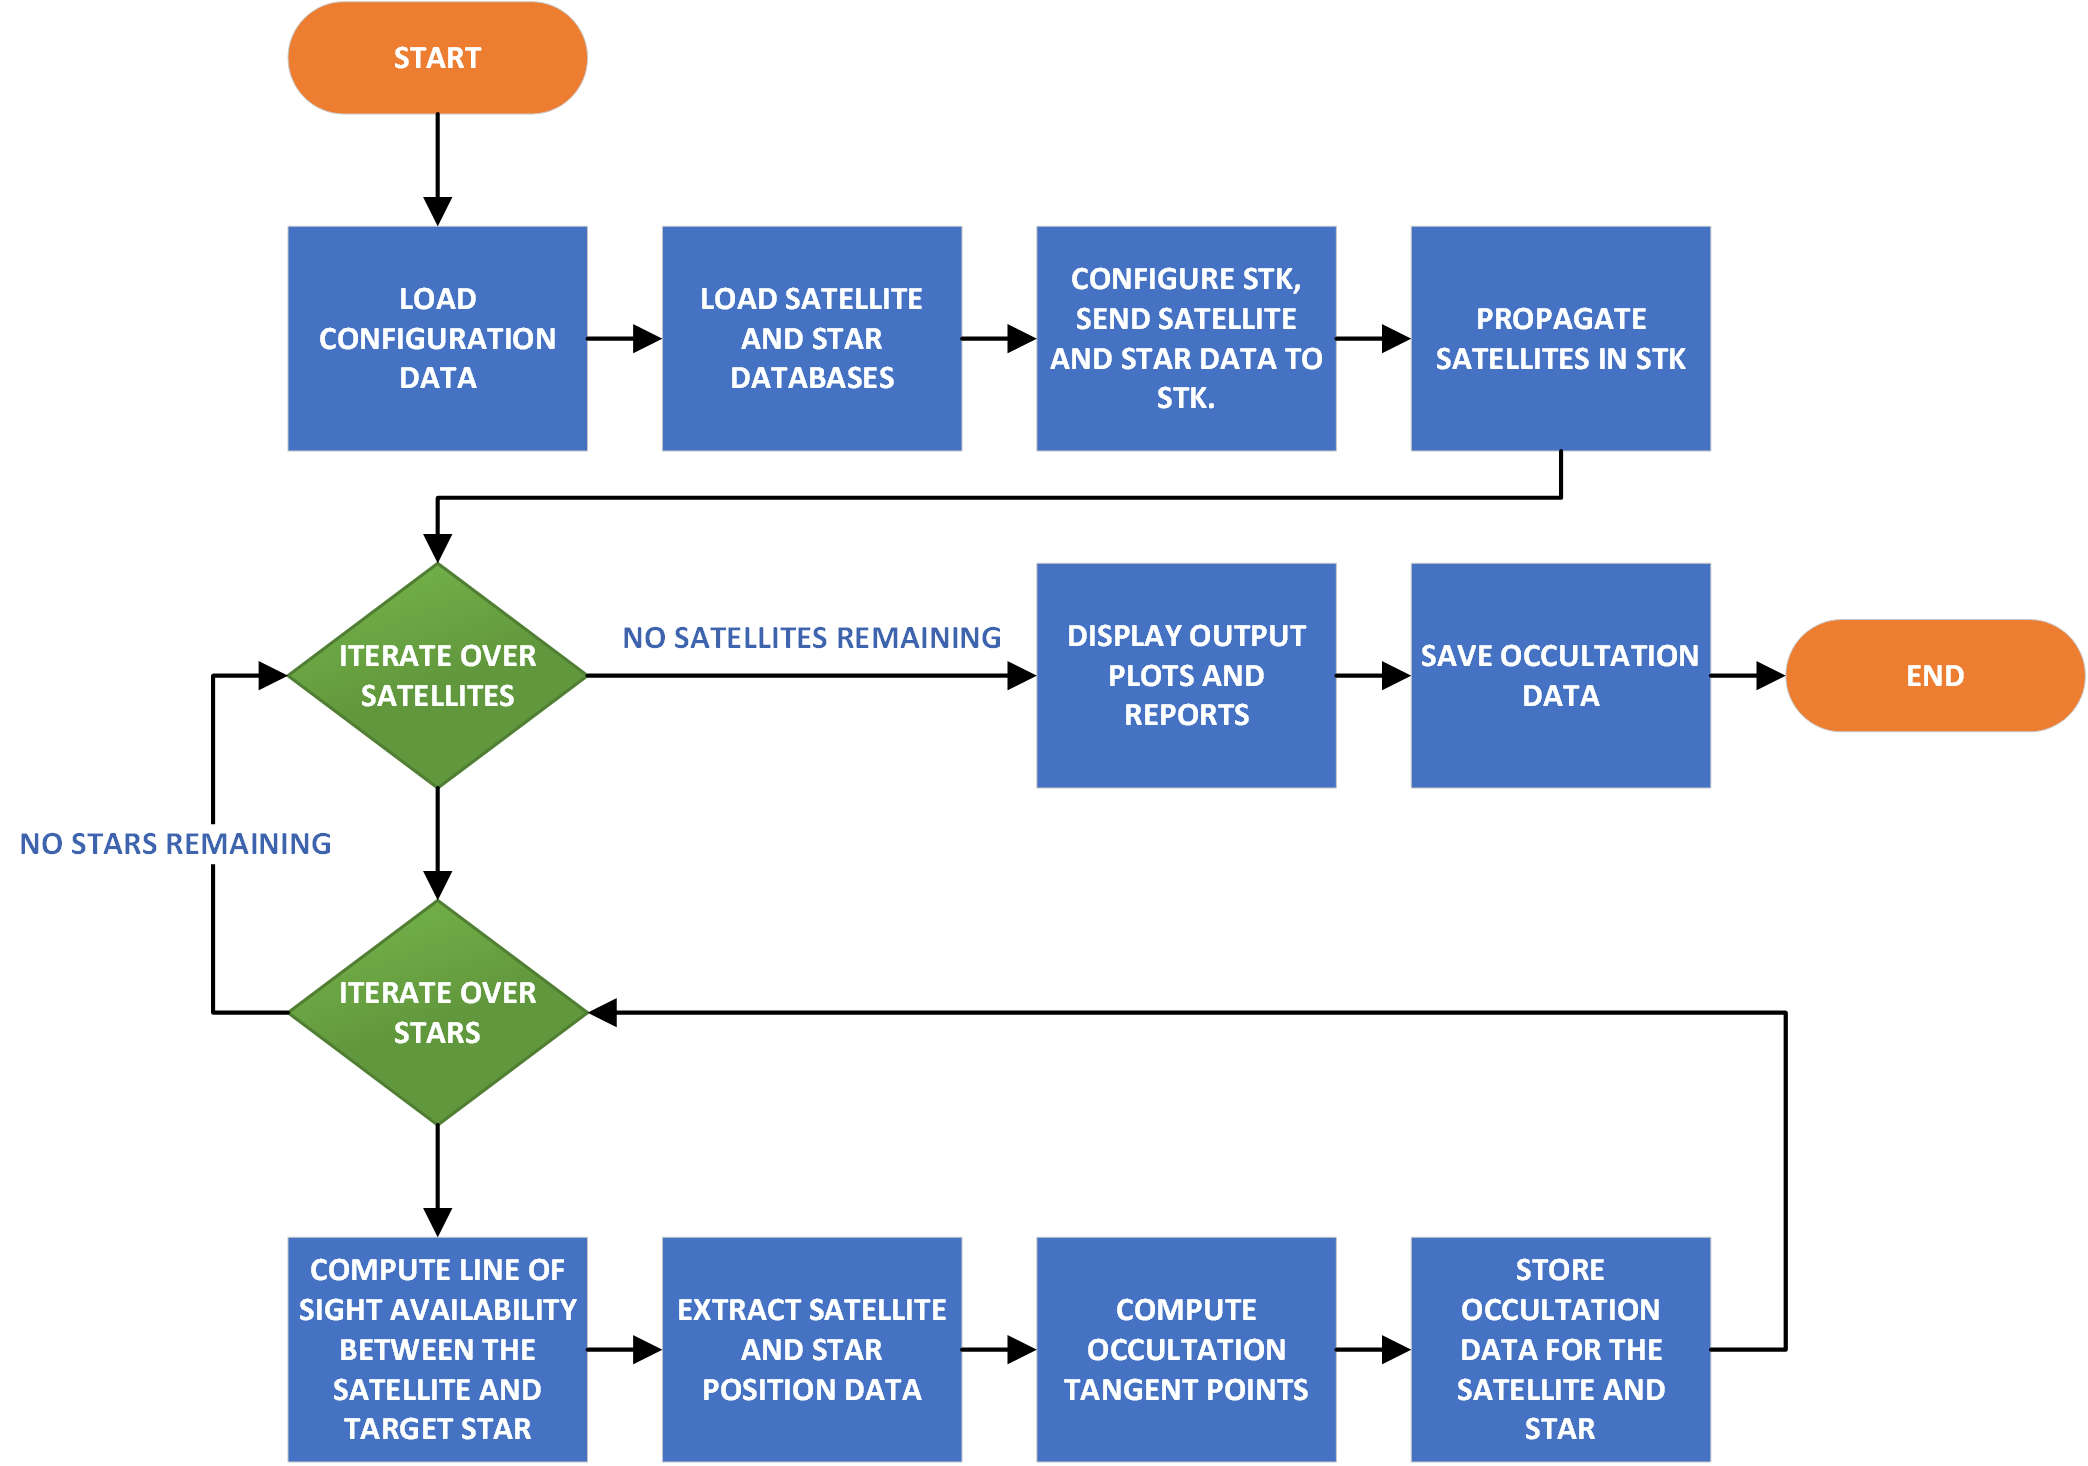 START
LOAD
CONFIGURATION
DATA
LOAD SATELLITE
AND STAR
DATABASES
CONFIGURE STK,
SEND SATELLITE
AND STAR DATA TO
STK.
PROPAGATE
SATELLITES IN STK
ITERATE OVER
SATELLITES
NO SATELLITES REMAINING
DISPLAY OUTPUT
PLOTS AND
REPORTS
SAVE OCCULTATION
DATA
END
NO STARS REMAINING
ITERATE OVER
STARS
COMPUTE LINE OF
SIGHT AVAILABILITY
BETWEEN THE
SATELLITE AND
TARGET STAR
EXTRACT SATELLITE
AND STAR
POSITION DATA
COMPUTE
OCCULTATION
TANGENT POINTS
STORE
OCCULTATION
DATA FOR THE
SATELLITE AND
STAR